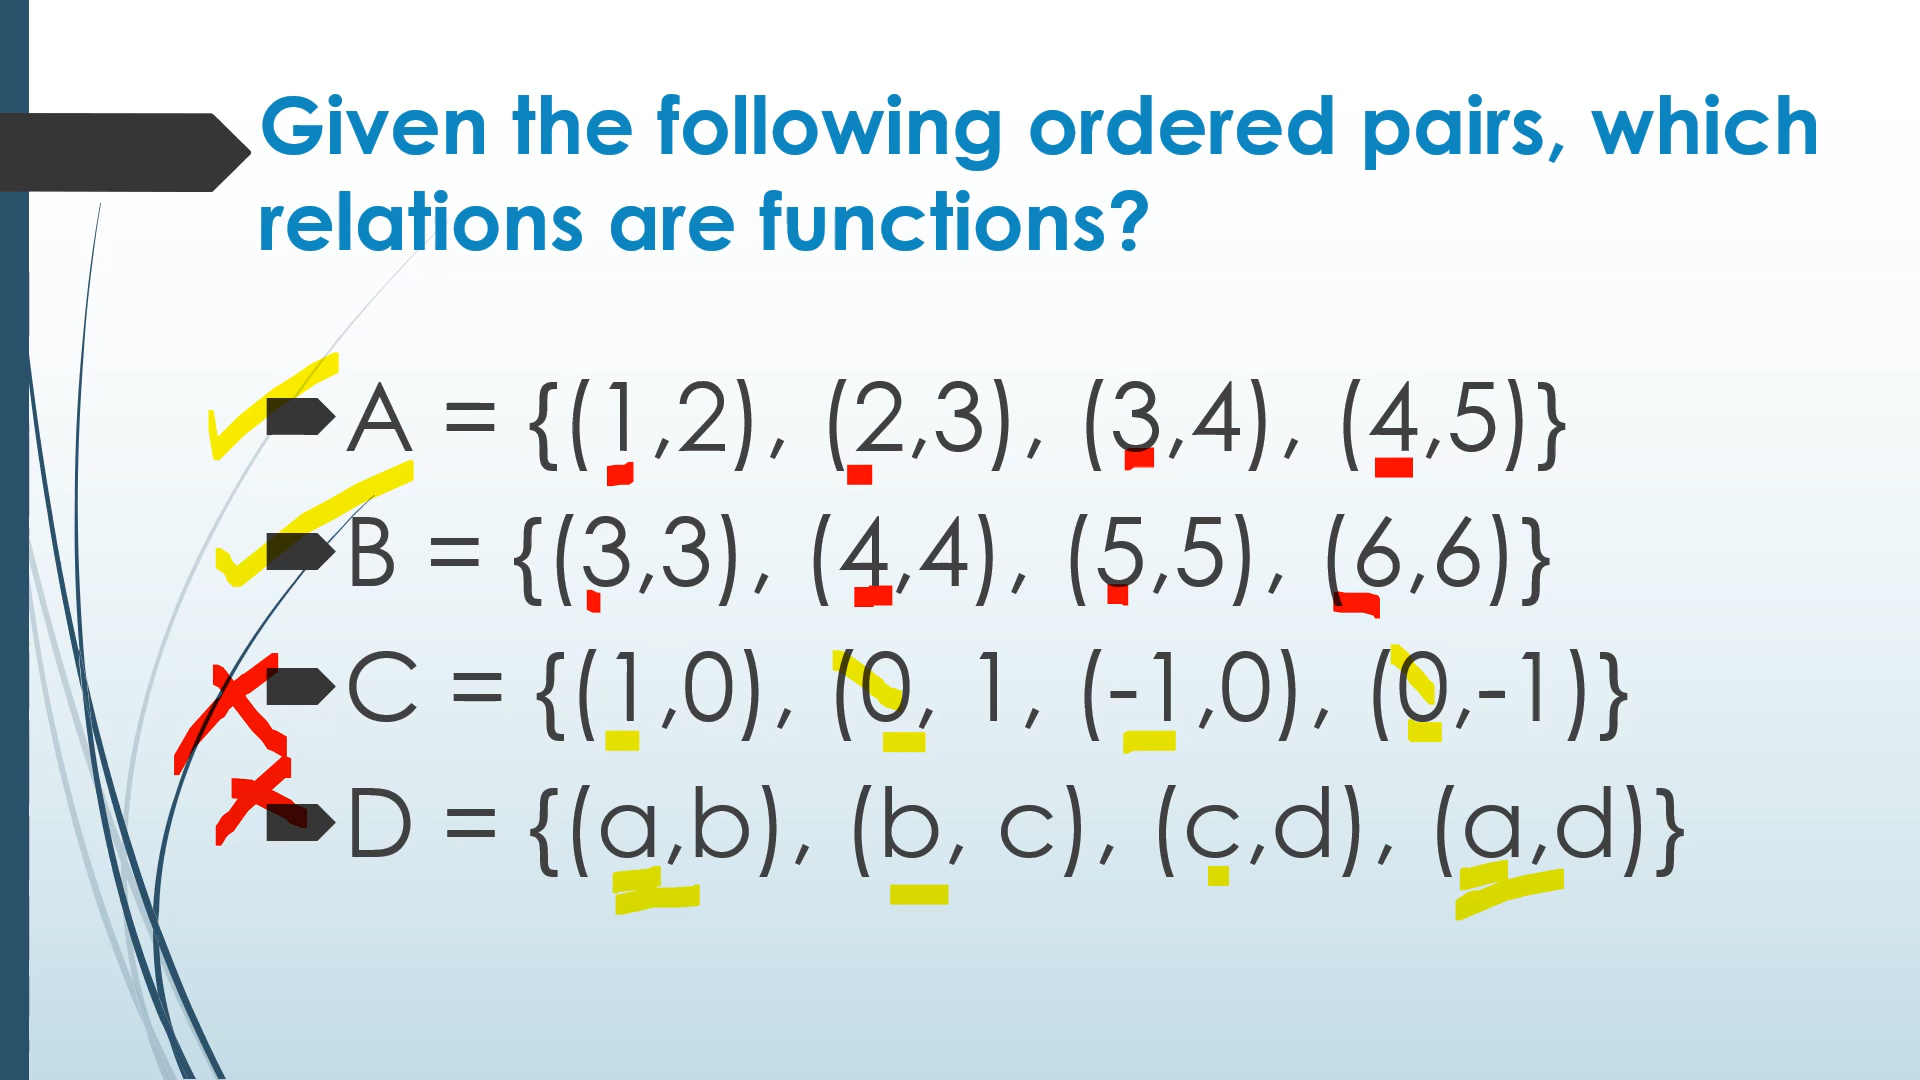 Given the following ordered pairs, which
relations are functions?
A = {(1,2), (2,3), (3,4), (4,5)}
B = {(3,3), (4,4), (5,5), (6,6)}
C = {(1,0), (0, 1, (-1,0), (0,-1)}
D = {(a,b), (b, c), (c,d), (a,d)}